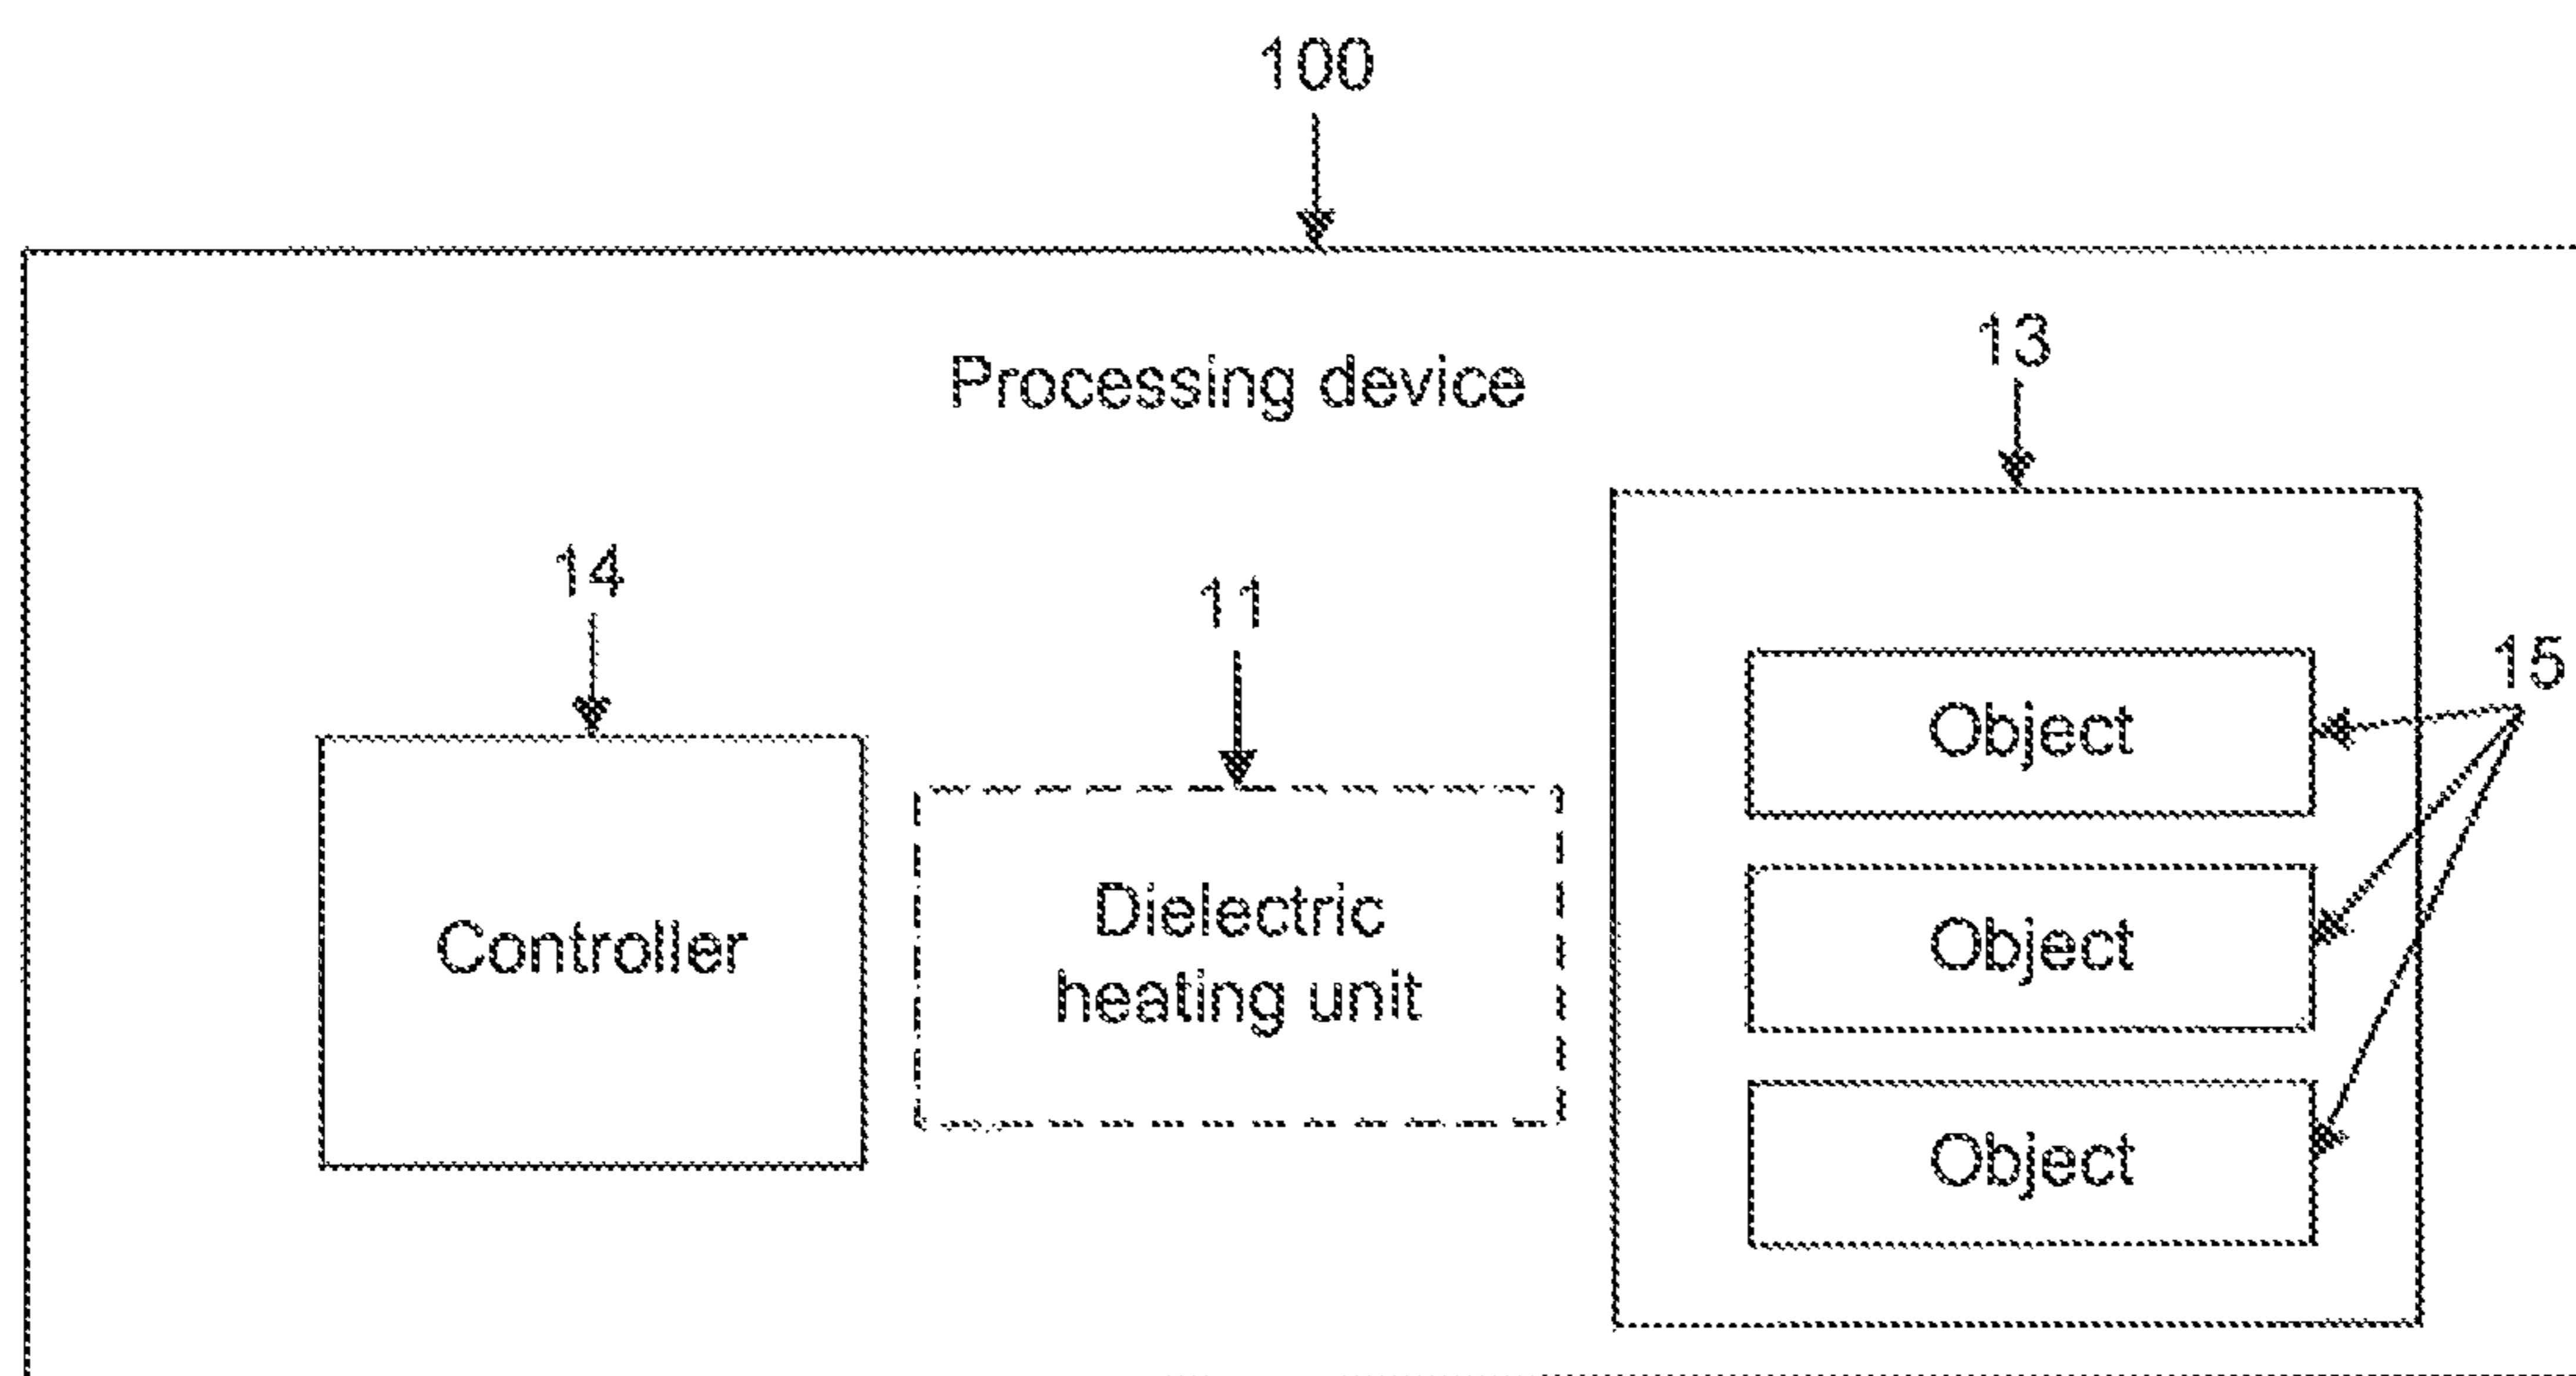 100
Processing device
13
14
11
15
Object
Controller
Dielectric
heating unit
Object
Object